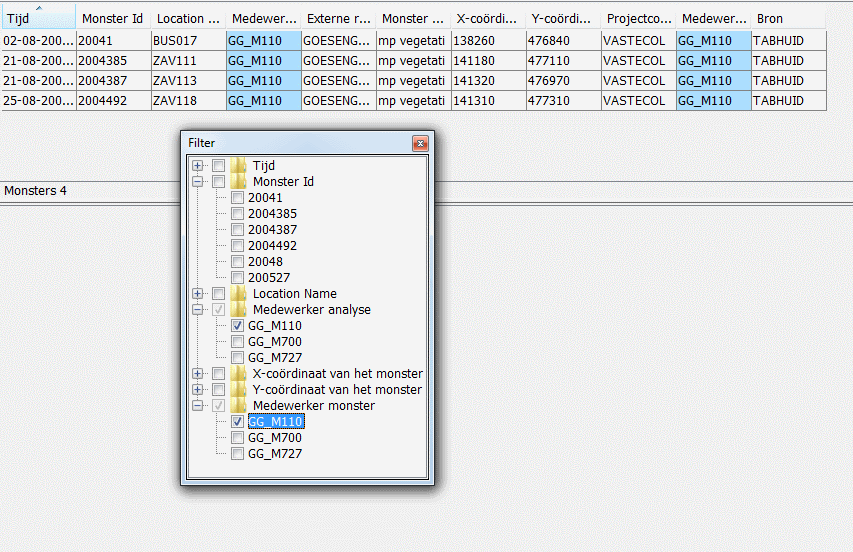 Tijd Monster Id Location ... Medewer... Externe r... Monster ... X-coördi... Y-coördi... Projectco... Medewer... Bron
02-08-200... 20041 BUS017 GG_M110 GOESENG... mp vegetati 138260 476840 VASTECOL GG_M110 TABHUID
21-08-200... 2004385 ZAV111 GG_M110 GOESENG... mp vegetati 141180 477110 VASTECOL GG_M110 TABHUID
21-08-200... 2004387 ZAV113 GG_M110 GOESENG... mp vegetati 141320 476970 VASTECOL GG_M110 TABHUID
25-08-200... 2004492 ZAV118 GG_M110 GOESENG... mp vegetati 141310 477310 VASTECOL GG_M110 TABHUID
Monsters 4
Filter
Tijd
Monster Id
20041
2004385
2004387
2004492
20048
200527
Location Name
Medewerker analyse
GG_M110
GG_M700
GG_M727
X-coördinaat van het monster
Y-coördinaat van het monster
Medewerker monster
GG_M110
GG_M700
GG_M727